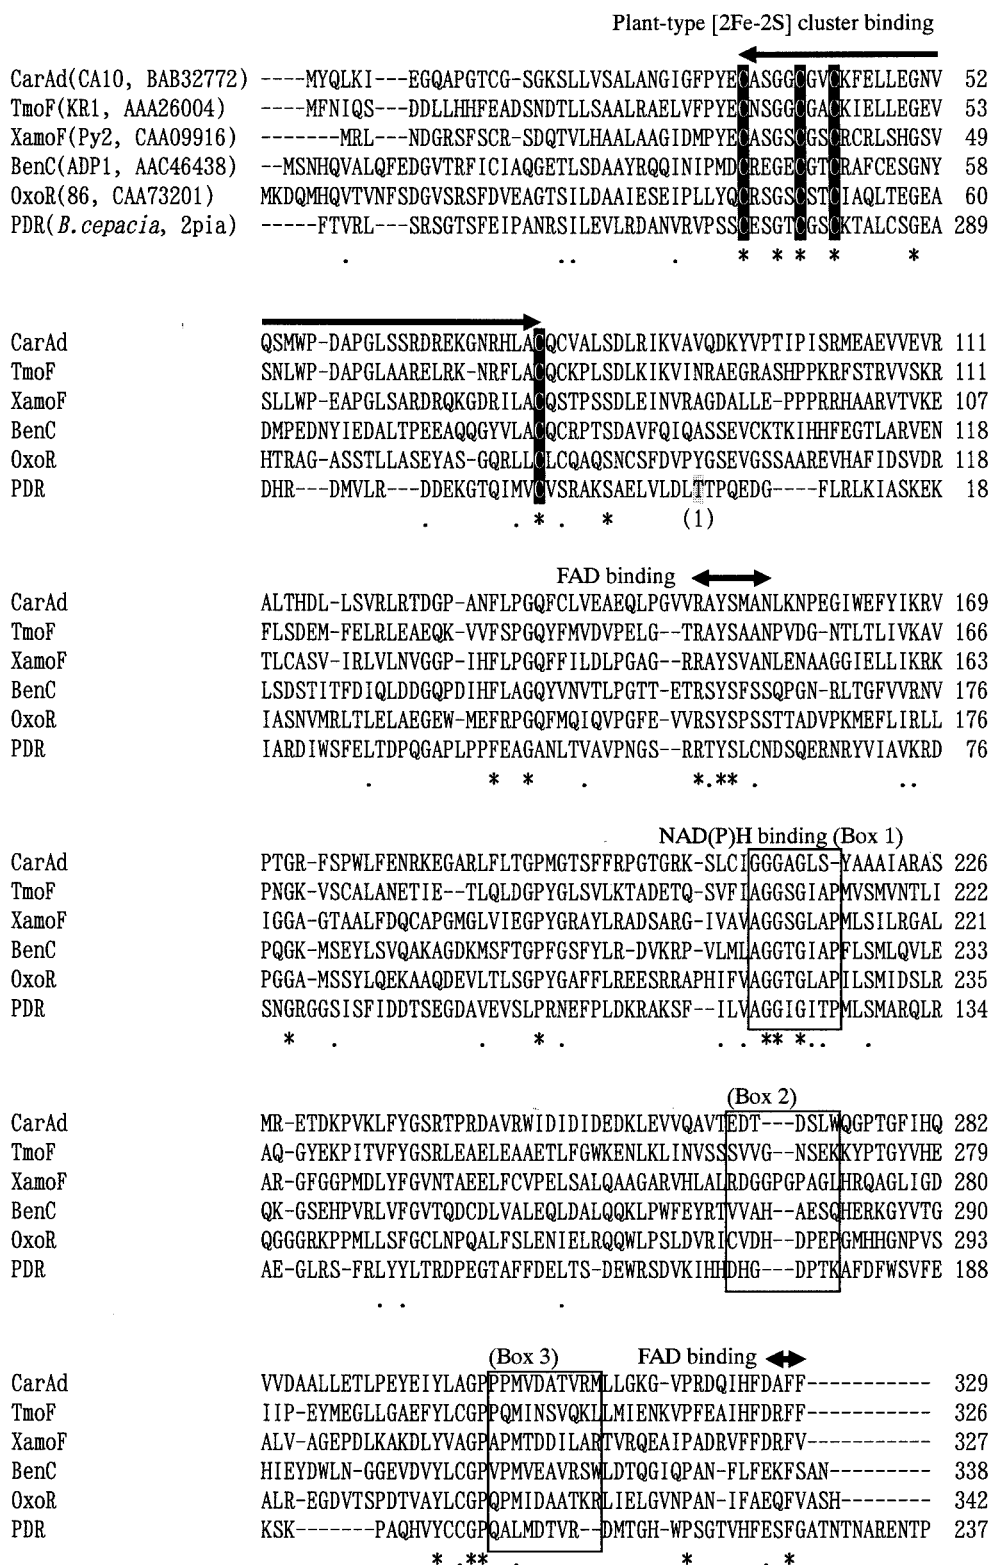 Plant-type [2Fe-2S] cluster binding
CarAd(CA10, BAB32772) ----MYQLKI---EGQAPGTCG-SGKSLLVSALANGIGFPYECASGGCGVCKFELLEGNV 52
TmoF(KR1, AAA26004) ----MFNIQS---DDLLHHFEADSNDTLLSAALRAELVFPYECNSGGCGACKIELLEGEV 53
XamoF(Py2, CAA09916) -------MRL---NDGRSFSCR-SDQTVLHAALAAGIDMPYECASGSCGSCRCRLSHGSV 49
BenC(ADP1, AAC46438) --MSNHQVALQFEDGVTRFICIAQGETLSDAAYRQQINIPMDCREGECGTCRAFCESGNY 58
OxoR(86, CAA73201) MKDQMHQVTVNFSDGVSRSFDVEAGTSILDAAIESEIPLLYQCRSGSCSTCIAQLTEGEA 60
PDR(B.cepacia, 2pia) -----FTVRL---SRSGTSFEIPANRSILEVLRDANVRVPSSCESGTCGSCKTALCSGEA 289
. .. . * * * * *
CarAd QSMWP-DAPGLSSRDREKGNRHLACQCVALSDLRIKVAVQDKYVPTIPISRMEAEVVEVR 111
TmoF SNLWP-DAPGLAARELRK-NRFLACQCKPLSDLKIKVINRAEGRASHPPKRFSTRVVSKR 111
XamoF SLLWP-EAPGLSARDRQKGDRILACQSTPSSDLEINVRAGDALLE-PPPRRHAARVTVKE 107
BenC DMPEDNYIEDALTPEEAQQGYVLACQCRPTSDAVFQIQASSEVCKTKIHHFEGTLARVEN 118
OxoR HTRAG-ASSTLLASEYAS-GQRLLCLCQAQSNCSFDVPYGSEVGSSAAREVHAFIDSVDR 118
PDR DHR---DMVLR---DDEKGTQIMVCVSRAKSAELVLDLTTPQEDG----FLRLKIASKEK 18
. . * . * (1)
FAD binding
CarAd ALTHDL-LSVRLRTDGP-ANFLPGQFCLVEAEQLPGVVRAYSMANLKNPEGIWEFYIKRV 169
TmoF FLSDEM-FELRLEAEQK-VVFSPGQYFMVDVPELG--TRAYSAANPVDG-NTLTLIVKAV 166
XamoF TLCASV-IRLVLNVGGP-IHFLPGQFFILDLPGAG--RRAYSVANLENAAGGIELLIKRK 163
BenC LSDSTITFDIQLDDGQPDIHFLAGQYVNVTLPGTT-ETRSYSFSSQPGN-RLTGFVVRNV 176
OxoR IASNVMRLTLELAEGEW-MEFRPGQFMQIQVPGFE-VVRSYSPSSTTADVPKMEFLIRLL 176
PDR IARDIWSFELTDPQGAPLPPFEAGANLTVAVPNGS--RRTYSLCNDSQERNRYVIAVKRD 76
. * * *.**. ..
NAD(P)H binding (Box 1)
CarAd PTGR-FSPWLFENRKEGARLFLTGPMGTSFFRPGTGRK-SLCIGGGAGLS-YAAAIARAS 226
TmoF PNGK-VSCALANETIE--TLQLDGPYGLSVLKTADETQ-SVFIAGGSGIAPMVSMVNTLI 222
XamoF IGGA-GTAALFDQCAPGMGLVIEGPYGRAYLRADSARG-IVAVAGGSGLAPMLSILRGAL 221
BenC PQGK-MSEYLSVQAKAGDKMSFTGPFGSFYLR-DVKRP-VLMLAGGTGIAPFLSMLQVLE 233
OxoR PGGA-MSSYLQEKAAQDEVLTLSGPYGAFFLREESRRAPHIFVAGGTGLAPILSMIDSLR 235
PDR SNGRGGSISFIDDTSEGDAVEVSLPRNEFPLDKRAKSF--ILVAGGIGITPMLSMARQLR 134
* . . * . . . ** *.. .
(Box 2)
CarAd MR-ETDKPVKLFYGSRTPRDAVRWIDIDIDEDKLEVVQAVTEDT---DSLWQGPTGFIHQ 282
TmoF AQ-GYEKPITVFYGSRLEAELEAAETLFGWKENLKLINVSSSVVG--NSEKKYPTGYVHE 279
XamoF AR-GFGGPMDLYFGVNTAEELFCVPELSALQAAGARVHLALRDGGPGPAGLHRQAGLIGD 280
BenC QK-GSEHPVRLVFGVTQDCDLVALEQLDALQQKLPWFEYRTVVAH--AESQHERKGYVTG 290
OxoR QGGGRKPPMLLSFGCLNPQALFSLENIELRQQWLPSLDVRICVDH--DPEPGMHHGNPVS 293
PDR AE-GLRS-FRLYYLTRDPEGTAFFDELTS-DEWRSDVKIHHDHG---DPTKAFDFWSVFE 188
. . .
(Box 3) FAD binding
CarAd VVDAALLETLPEYEIYLAGPPPMVDATVRMLLGKG-VPRDQIHFDAFF----------- 329
TmoF IIP-EYMEGLLGAEFYLCGPPQMINSVQKLLMIENKVPFEAIHFDRFF----------- 326
XamoF ALV-AGEPDLKAKDLYVAGPAPMTDDILARTVRQEAIPADRVFFDRFV----------- 327
BenC HIEYDWLN-GGEVDVYLCGPVPMVEAVRSWLDTQGIQPAN-FLFEKFSAN--------- 338
OxoR ALR-EGDVTSPDTVAYLCGPQPMIDAATKRLIELGVNPAN-IFAEQFVASH-------- 342
PDR KSK-------PAQHVYCCGPQALMDTVR--DMTGH-WPSGTVHFESFGATNTNARENTP 237
* .** . * . *